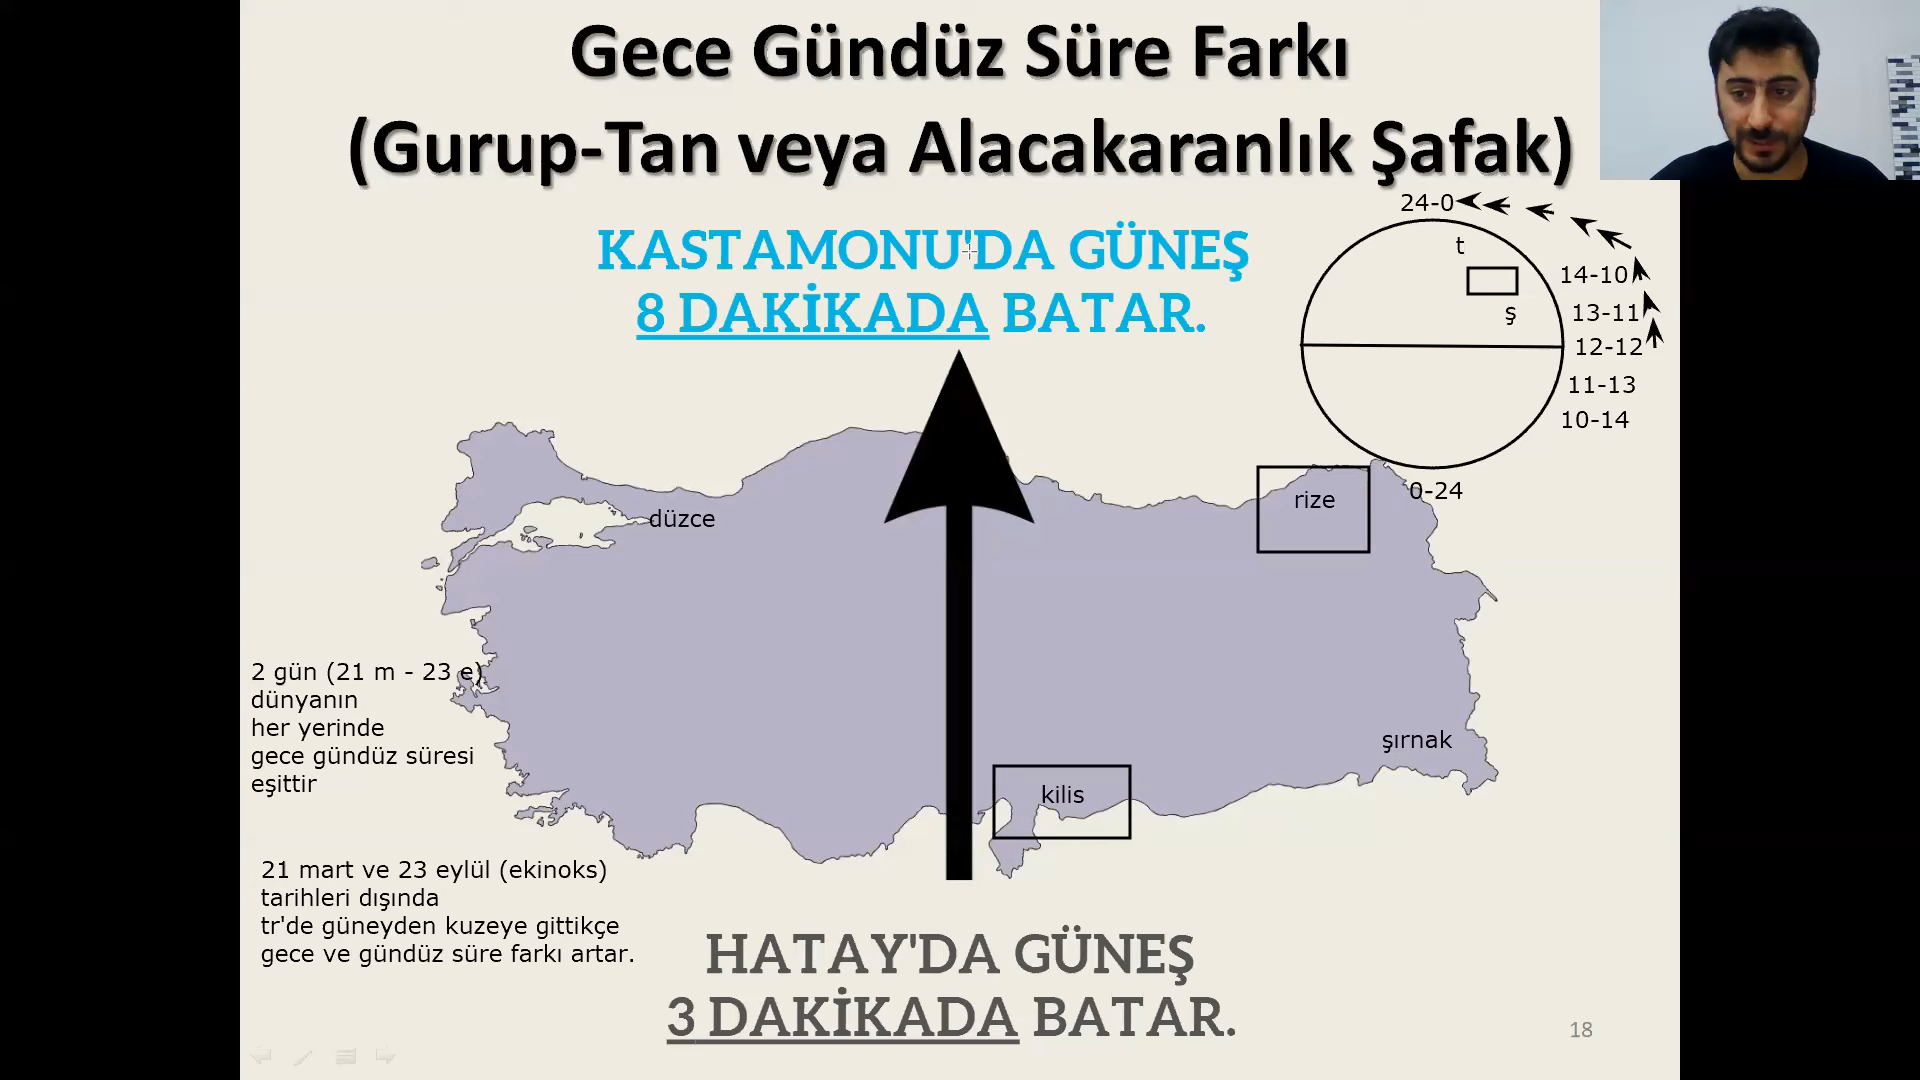 Gece Gündüz Süre Farkı
(Gurup-Tan veya Alacakaranlık Şafak)
KASTAMONU'DA GÜNEŞ
8 DAKİKADA BATAR.
24-0
t
14-10
13-11
ş
12-12
11-13
10-14
0-24
rize
düzce
2 gün (21 m - 23 e)
dünyanın
her yerinde
gece gündüz süresi
eşittir
şırnak
kilis
21 mart ve 23 eylül (ekinoks)
tarihleri dışında
tr'de güneyden kuzeye gittikçe
gece ve gündüz süre farkı artar.
HATAY'DA GÜNEŞ
3 DAKİKADA BATAR.
18